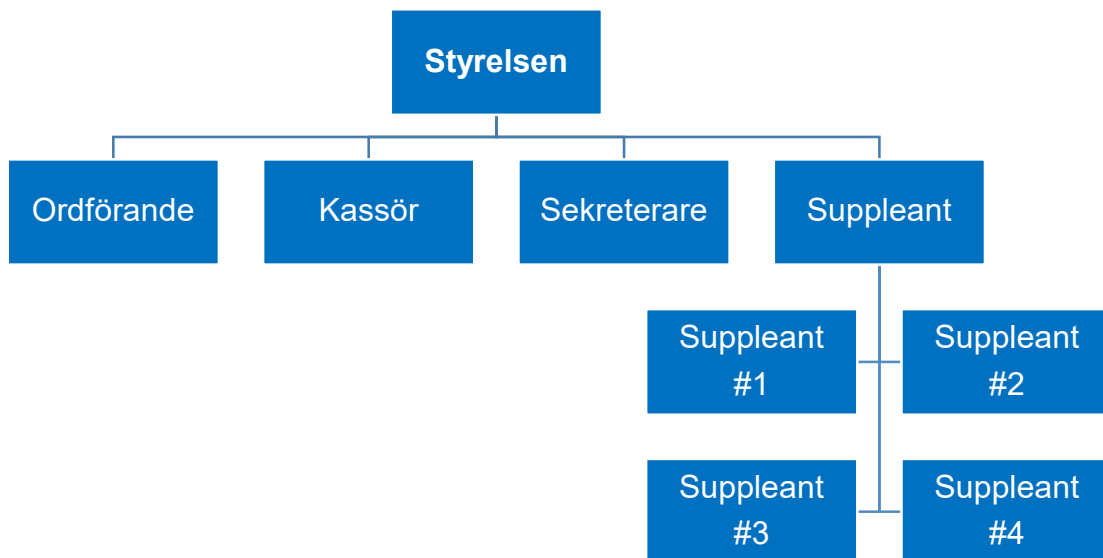 Styrelsen
Ordförande
Kassör
Sekreterare
Suppleant
Suppleant
#1
Suppleant
#2
Suppleant
#3
Suppleant
#4